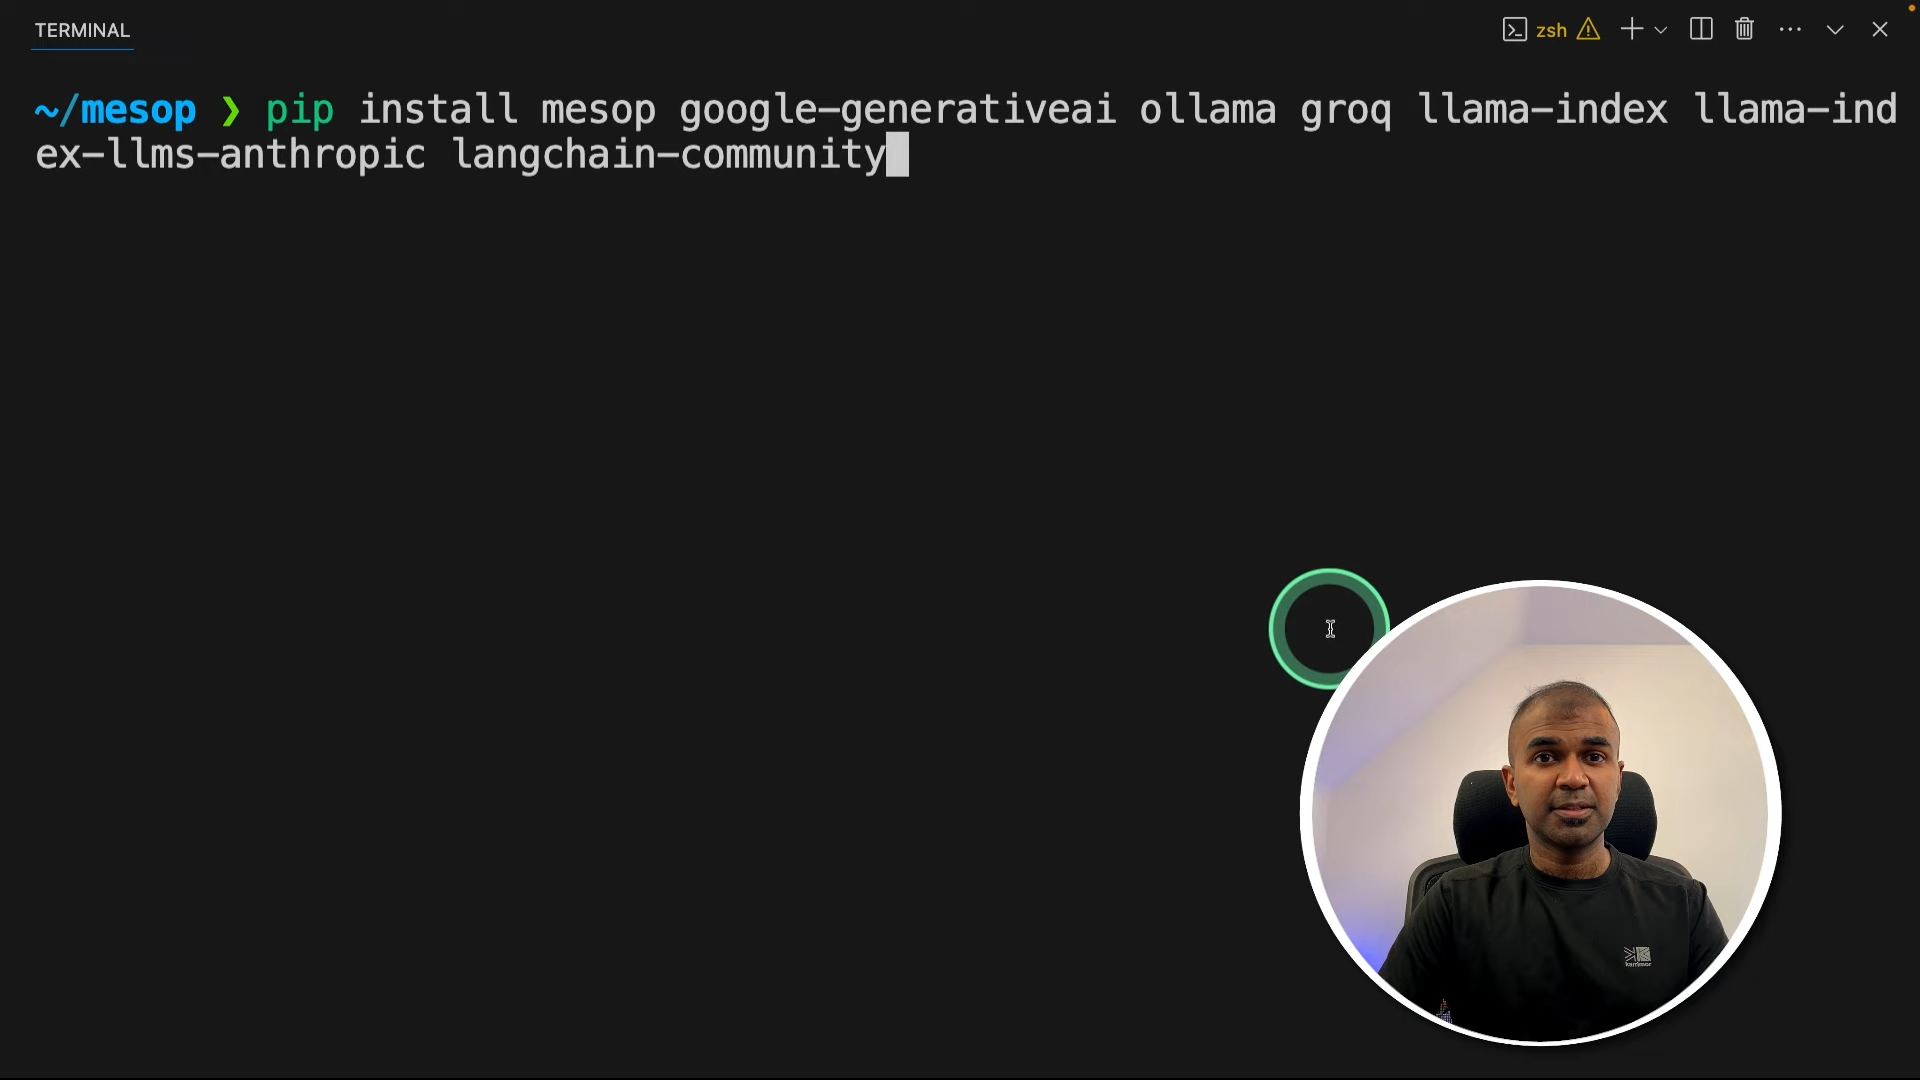 TERMINAL
zsh
~/mesop ❯ pip install mesop google-generativeai ollama groq llama-index llama-ind
ex-llms-anthropic langchain-community
karrimor